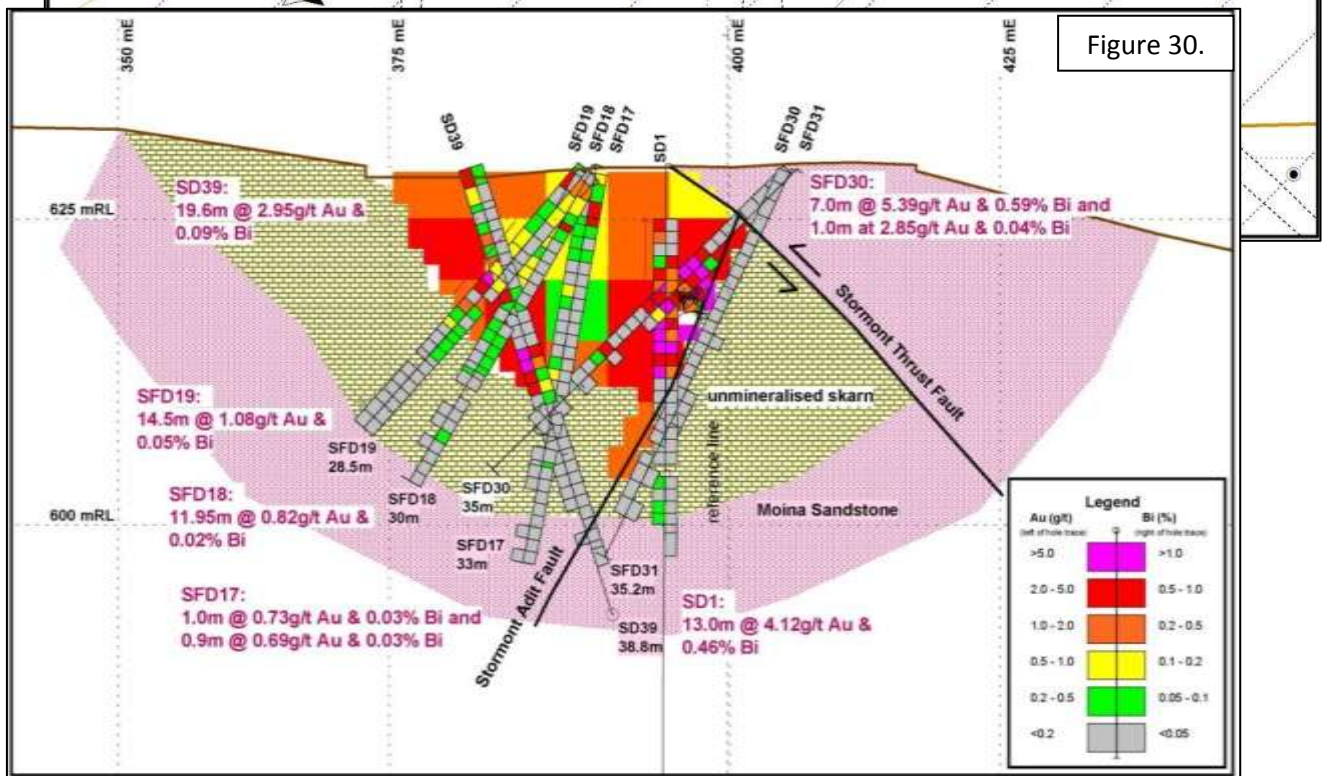 Figure 30.
350 mE
375 mE
400 mE
425 mE
SD39
SFD19
SFD18
SFD17
SD1
SFD30
SFD31
625 mRL
600 mRL
SD39:
19.6m @ 2.95g/t Au &
0.09% Bi
SFD30:
7.0m @ 5.39g/t Au & 0.59% Bi and
1.0m at 2.85g/t Au & 0.04% Bi
Stormont Thrust Fault
unmineralised skarn
reference line
Moina Sandstone
SFD19:
14.5m @ 1.08g/t Au &
0.05% Bi
SFD19
28.5m
SFD18
30m
SFD30
35m
SFD18:
11.95m @ 0.82g/t Au &
0.02% Bi
SFD17
33m
SFD31
35.2m
SFD17:
1.0m @ 0.73g/t Au & 0.03% Bi and
0.9m @ 0.69g/t Au & 0.03% Bi
Stormont Adit Fault
SD39
38.8m
SD1:
13.0m @ 4.12g/t Au &
0.46% Bi
Legend
Au (g/t) Bi (%)
(left of hole trace) (right of hole trace)
>5.0 >1.0
2.0 - 5.0 0.5 - 1.0
1.0 - 2.0 0.2 - 0.5
0.5 - 1.0 0.1 - 0.2
0.2 - 0.5 0.05 - 0.1
<0.2 <0.05